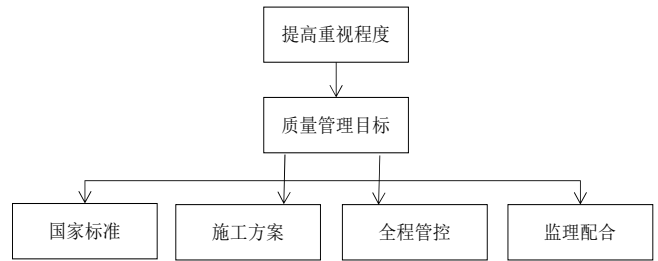 提高重视程度
质量管理目标
国家标准
施工方案
全程管控
监理配合